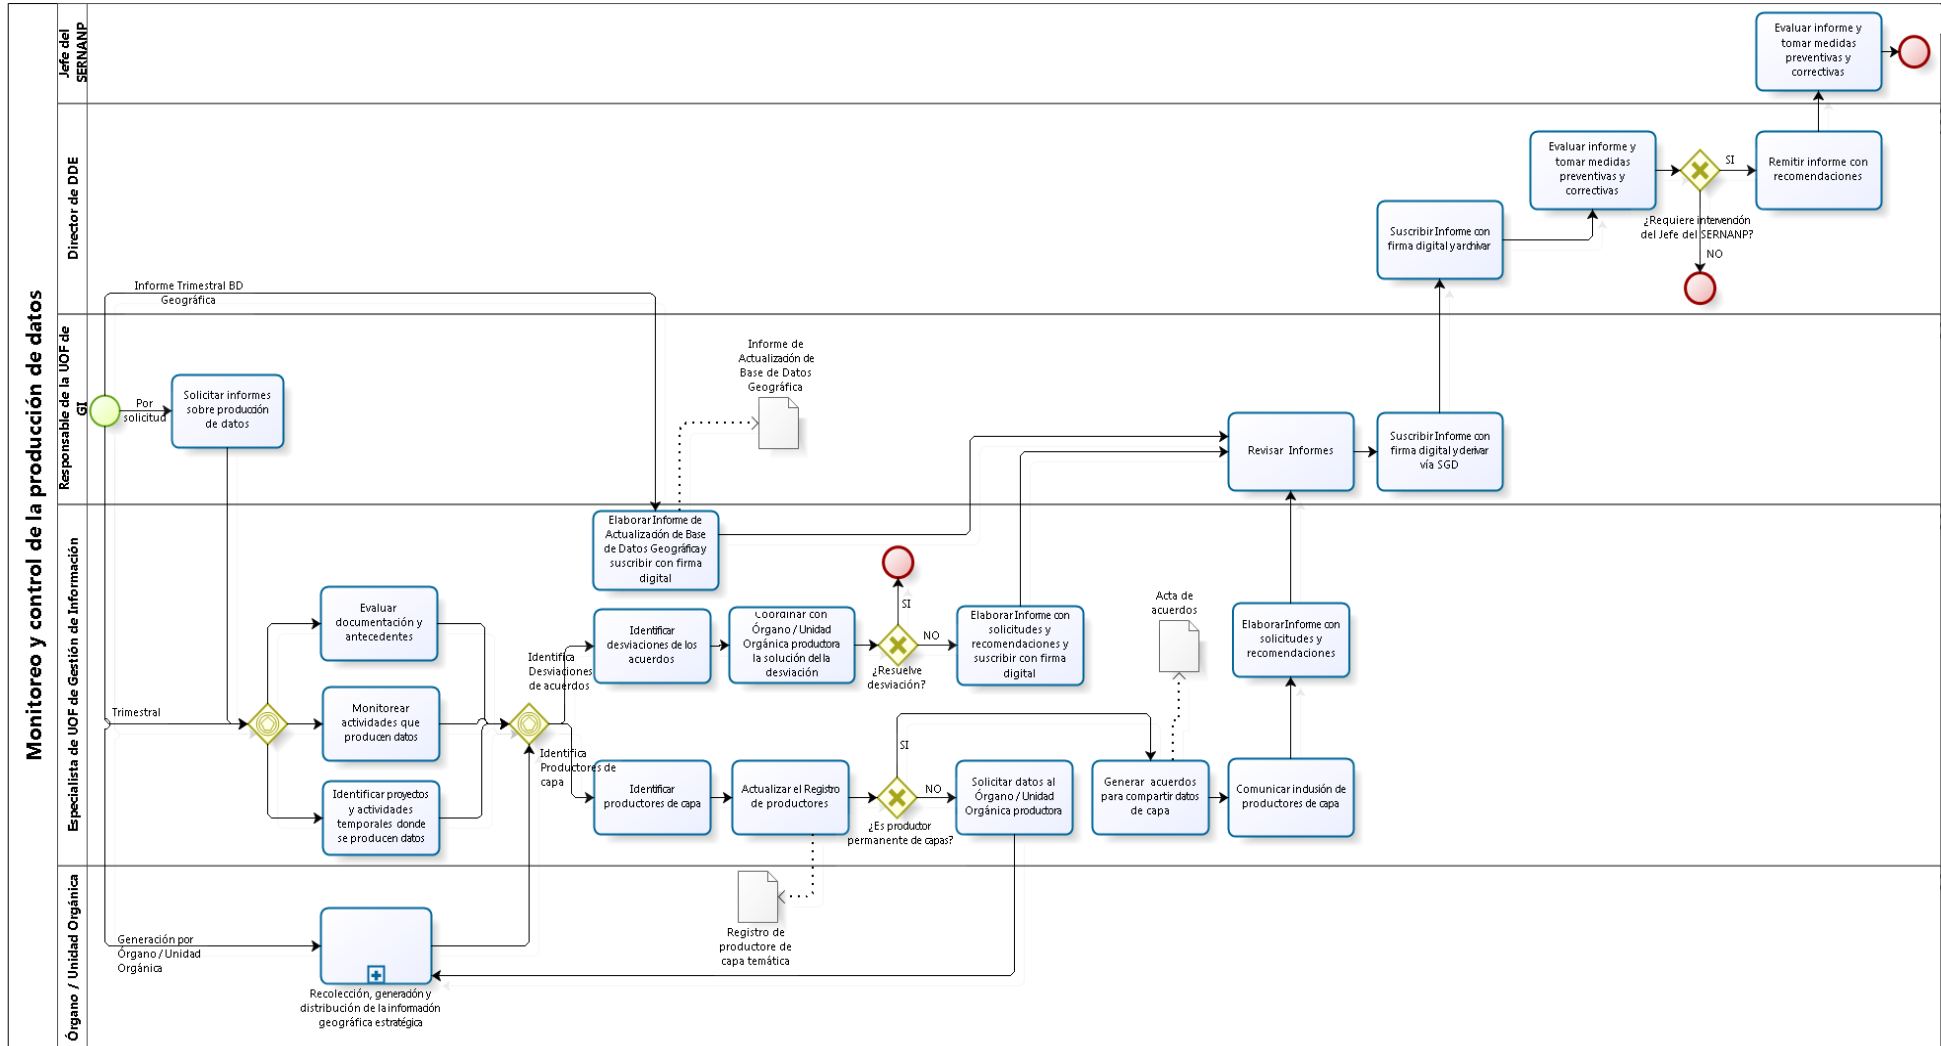 Monitoreo y control de la producción de datos
Jefe del
SERNANP
Evaluar informe y
tomar medidas
preventivas y
correctivas
Director de DDE
Evaluar informe y
tomar medidas
preventivas y
correctivas
SI
Remitir informe con
recomendaciones
¿Requiere intervención
del Jefe del SERNANP?
NO
Suscribir Informe con
firma digital y archivar
Informe Trimestral BD
Geográfica
Responsable de la UOF de
GI
Por
solicitud
Solicitar informes
sobre producción
de datos
Informe de
Actualización de
Base de Datos
Geográfica
Revisar Informes
Suscribir Informe con
firma digital y derivar
vía SGD
Especialista de UOF de Gestión de Información
Elaborar Informe de
Actualización de Base
de Datos Geográfica y
suscribir con firma
digital
Trimestral
Evaluar
documentación y
antecedentes
Monitorear
actividades que
producen datos
Identificar proyectos
y actividades
temporales donde
se producen datos
Identifica
Desviaciones
de acuerdos
Identificar
desviaciones de los
acuerdos
Coordinar con
Órgano / Unidad
Orgánica productora
la solución della
desviación
SI
NO
¿Resuelve
desviación?
Elaborar Informe con
solicitudes y
recomendaciones y
suscribir con firma
digital
Acta de
acuerdos
Elaborar Informe con
solicitudes y
recomendaciones
Identifica
Productores de
capa
Identificar
productores de capa
Actualizar el Registro
de productores
SI
NO
¿Es productor
permanente de capas?
Solicitar datos al
Órgano / Unidad
Orgánica productora
Generar acuerdos
para compartir datos
de capa
Comunicar inclusión de
productores de capa
Órgano / Unidad Orgánica
Generación por
Órgano / Unidad
Orgánica
Recolección, generación y
distribución de la información
geográfica estratégica
Registro de
productore de
capa temática